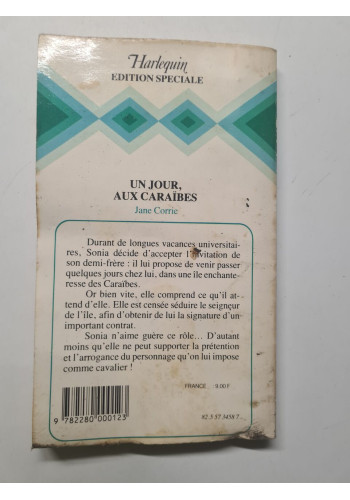 Harlequin
EDITION SPECIALE
UN JOUR,
AUX CARAÏBES
Jane Corrie
Durant de longues vacances universitai-
res, Sonia décide d'accepter l'invitation de
son demi-frère : il lui propose de venir passer
quelques jours chez lui, dans une île enchante-
resse des Caraïbes.
Or bien vite, elle comprend ce qu'il at-
tend d'elle. Elle est censée séduire le seigneur
de l'île, afin d'obtenir de lui la signature d'un
important contrat.
Sonia n'aime guère ce rôle... D'autant
moins qu'elle ne peut supporter la prétention
et l'arrogance du personnage qu'on lui impose
comme cavalier !
FRANCE 9.00 F
9 782280 000123